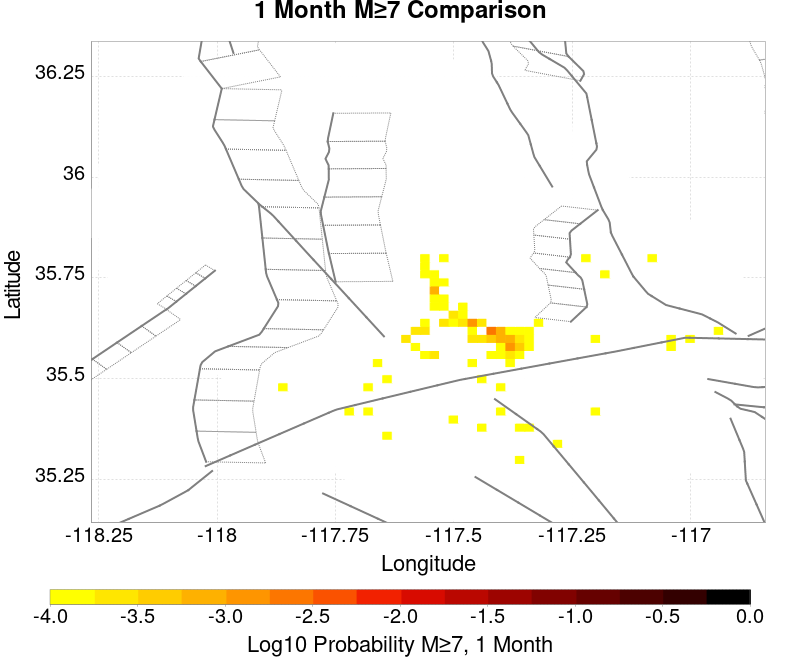 1 Month M≥7 Comparison
36.25
36
35.75
35.5
35.25
Latitude
-118.25 -118 -117.75 -117.5 -117.25 -117
Longitude
-4.0 -3.5 -3.0 -2.5 -2.0 -1.5 -1.0 -0.5 0.0
Log10 Probability M≥7, 1 Month